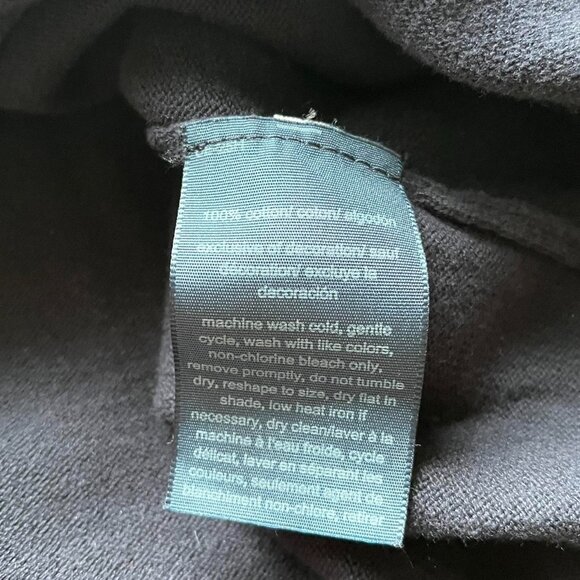 100% cotton/ coton/ algodon
exclusive of decoration/ sauf
décoration/ excluye la
decoración
machine wash cold, gentle
cycle, wash with like colors,
non-chlorine bleach only,
remove promptly, do not tumble
dry, reshape to size, dry flat in
shade, low heat iron if
necessary, dry clean/laver à la
machine à l'eau froide, cycle
délicat, laver en séparant les
couleurs, seulement agent de
blanchiment non-chloré, retirer